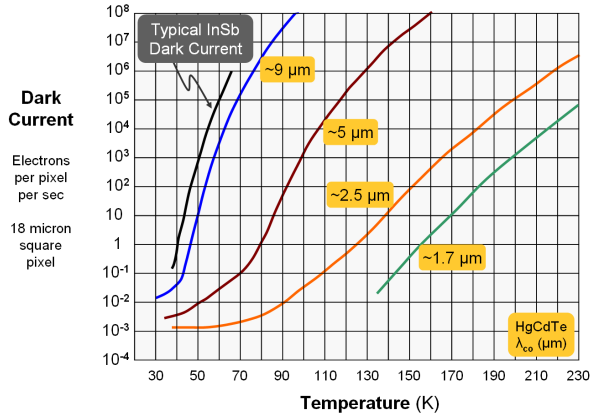 10⁸
10⁷
10⁶
10⁵
10⁴
10³
10²
10
1
10⁻¹
10⁻²
10⁻³
10⁻⁴
Dark
Current
Electrons
per pixel
per sec
18 micron
square
pixel
Typical InSb
Dark Current
~9 μm
~5 μm
~2.5 μm
~1.7 μm
HgCdTe
λco (μm)
30 50 70 90 110 130 150 170 190 210 230
Temperature (K)